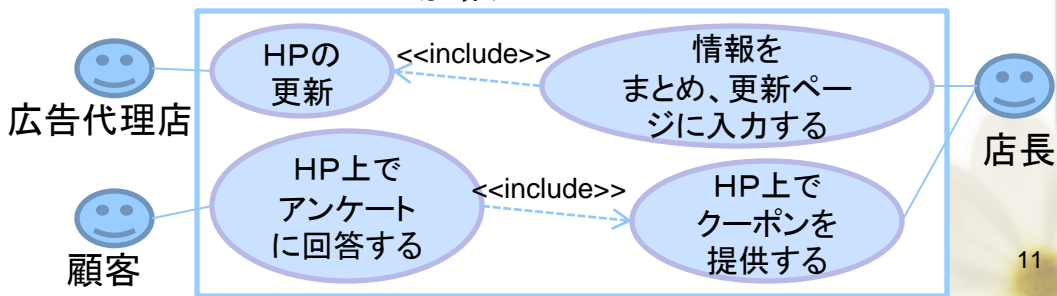 HPの
更新
<<include>>
情報を
まとめ、更新ペー
ジに入力する
広告代理店
店長
HP上で
アンケート
に回答する
<<include>>
HP上で
クーポンを
提供する
顧客
11